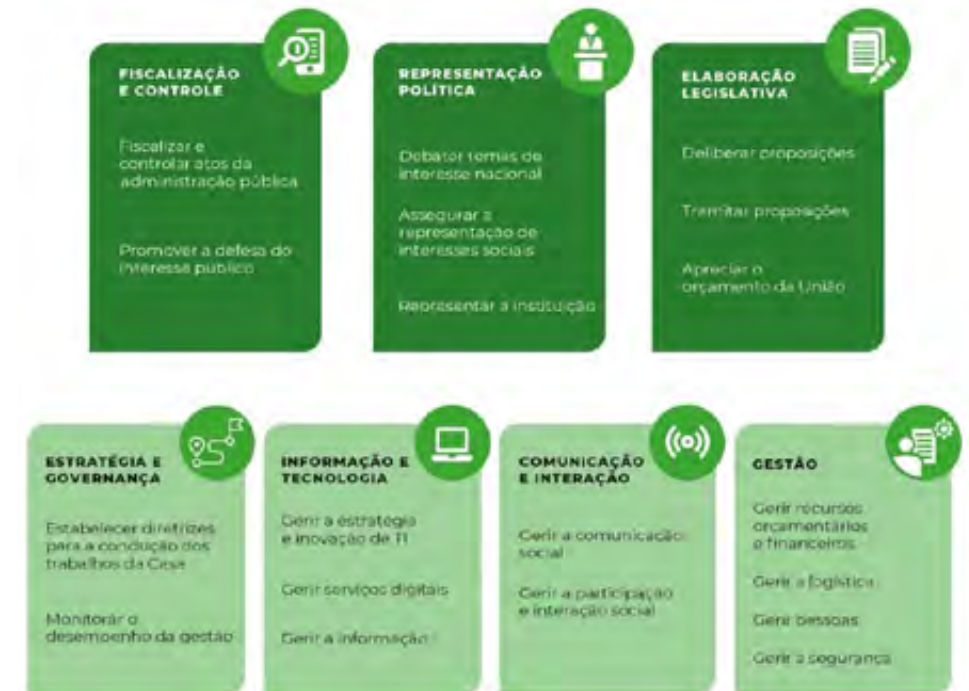 FISCALIZAÇÃO
E CONTROLE
Fiscalizar e
controlar atos da
administração pública
Promover a defesa do
interesse público
REPRESENTAÇÃO
POLÍTICA
Debater temas de
interesse nacional
Assegurar a
representação de
interesses sociais
Representar a instituição
ELABORAÇÃO
LEGISLATIVA
Deliberar proposições
Tramitar proposições
Apreciar o
orçamento da União
ESTRATÉGIA E
GOVERNANÇA
Estabelecer diretrizes
para a condução dos
trabalhos da Casa
Monitorar o
desempenho da gestão
INFORMAÇÃO E
TECNOLOGIA
Gerir a estratégia
e inovação de TI
Gerir serviços digitais
Gerir a informação
COMUNICAÇÃO
E INTERAÇÃO
Gerir a comunicação
social
Gerir a participação
e interação social
GESTÃO
Gerir recursos
orçamentários
e financeiros
Gerir a logística
Gerir pessoas
Gerir a segurança